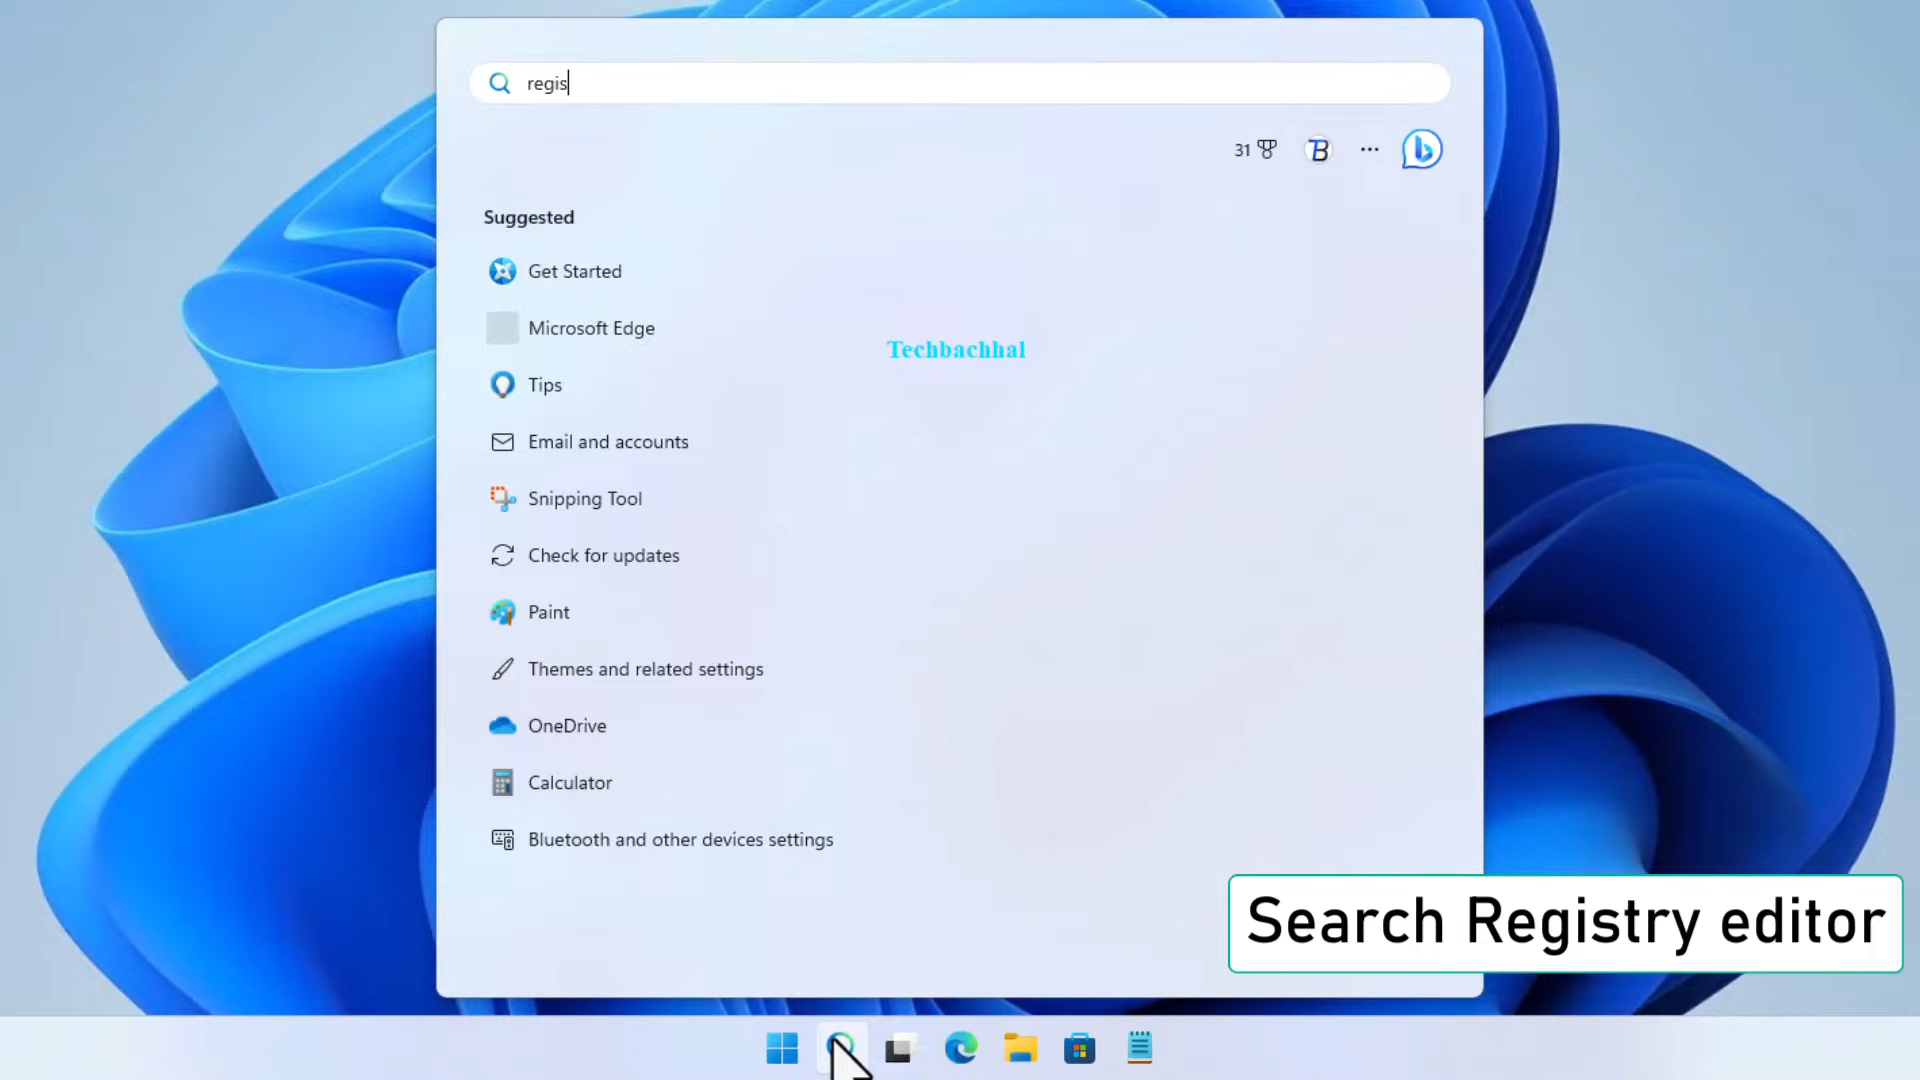 regis
31
B
Suggested
Get Started
Microsoft Edge
Techbachhal
Tips
Email and accounts
Snipping Tool
Check for updates
Paint
Themes and related settings
OneDrive
Calculator
Bluetooth and other devices settings
Search Registry editor